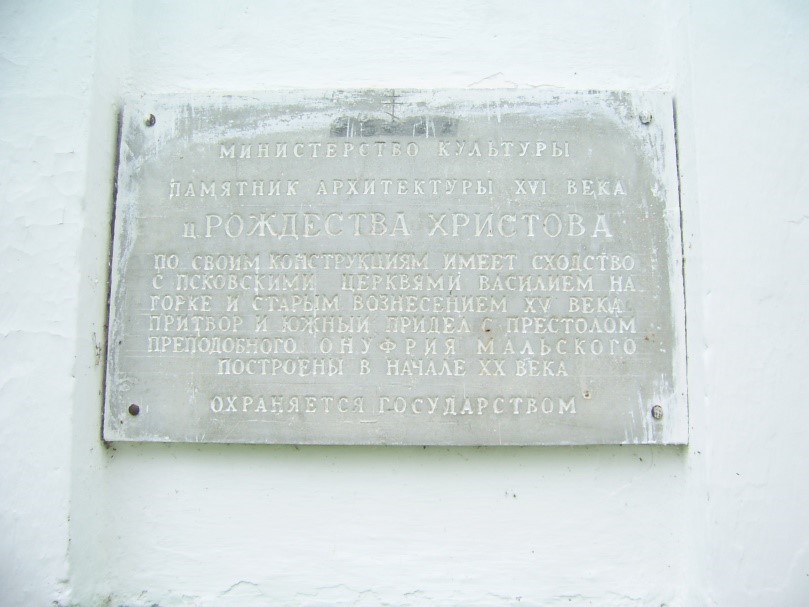 МИНИСТЕРСТВО КУЛЬТУРЫ
ПАМЯТНИК АРХИТЕКТУРЫ XVI ВЕКА
ц РОЖДЕСТВА ХРИСТОВА
ПО СВОИМ КОНСТРУКЦИЯМ ИМЕЕТ СХОДСТВО
С ПСКОВСКИМИ ЦЕРКВЯМИ ВАСИЛИЕМ НА
ГОРКЕ И СТАРЫМ ВОЗНЕСЕНИЕМ XV ВЕКА.
ПРИТВОР И ЮЖНЫЙ ПРИДЕЛ С ПРЕСТОЛОМ
ПРЕПОДОБНОГО ОНУФРИЯ МАЛЬСКОГО
ПОСТРОЕНЫ В НАЧАЛЕ XX ВЕКА
ОХРАНЯЕТСЯ ГОСУДАРСТВОМ